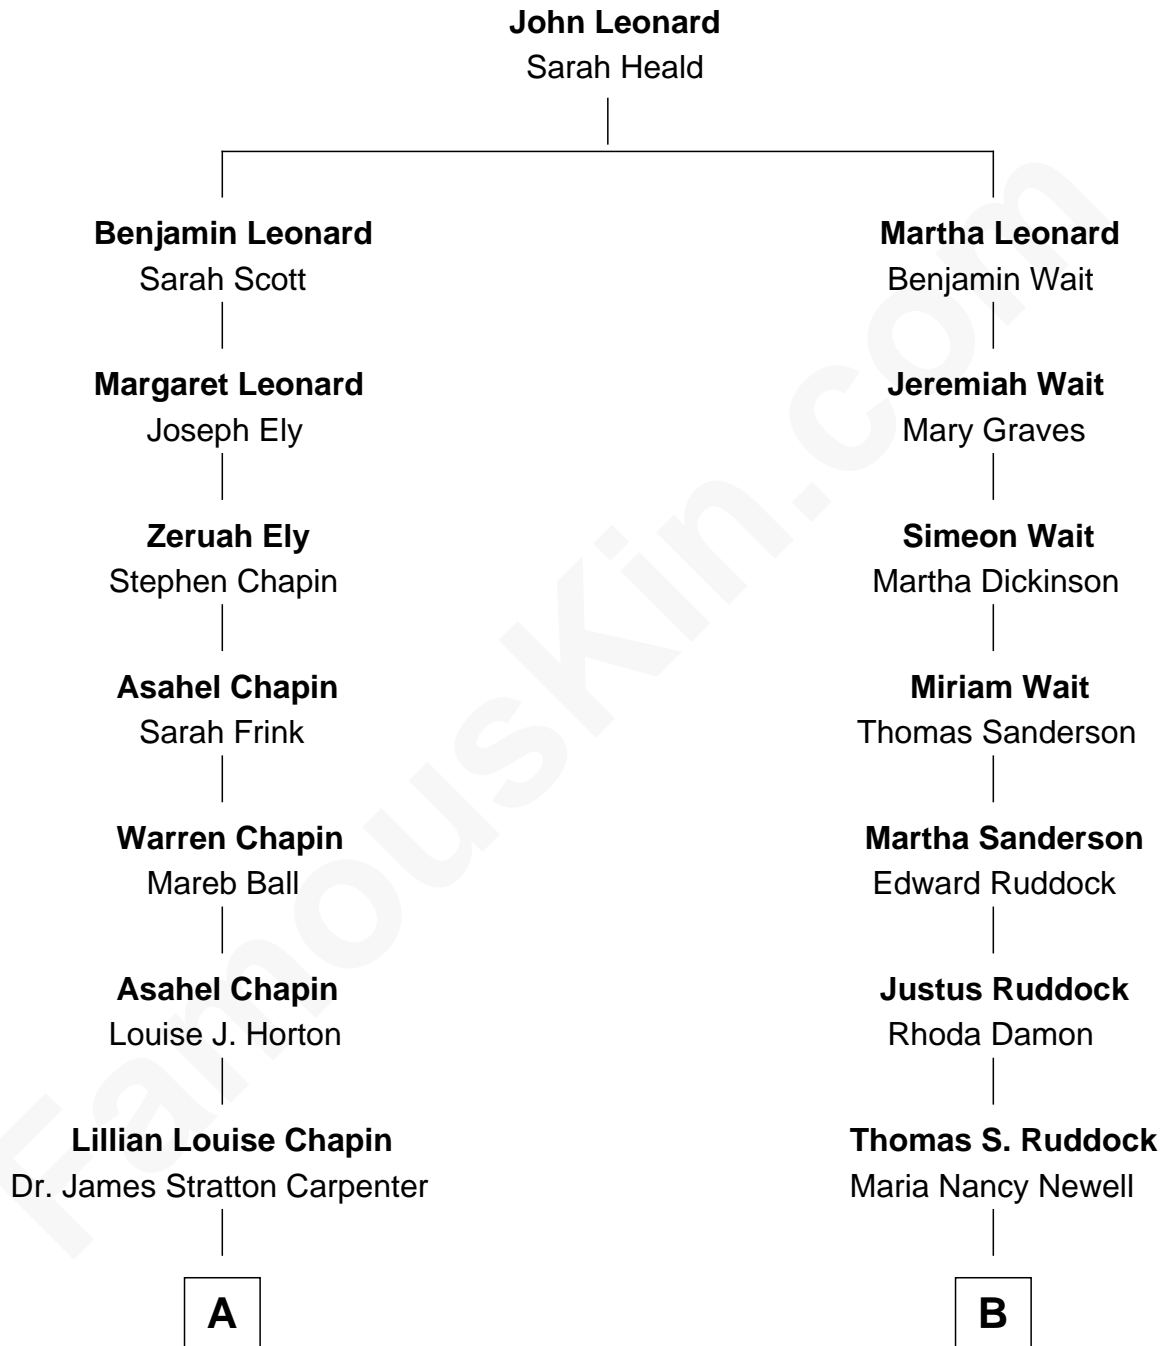 John Leonard
Sarah Heald
Benjamin Leonard
Sarah Scott
Martha Leonard
Benjamin Wait
Margaret Leonard
Joseph Ely
Jeremiah Wait
Mary Graves
Zeruah Ely
Stephen Chapin
Simeon Wait
Martha Dickinson
Asahel Chapin
Sarah Frink
Miriam Wait
Thomas Sanderson
Warren Chapin
Mareb Ball
Martha Sanderson
Edward Ruddock
Asahel Chapin
Louise J. Horton
Justus Ruddock
Rhoda Damon
Lillian Louise Chapin
Dr. James Stratton Carpenter
Thomas S. Ruddock
Maria Nancy Newell
A
B
FamousKin.com